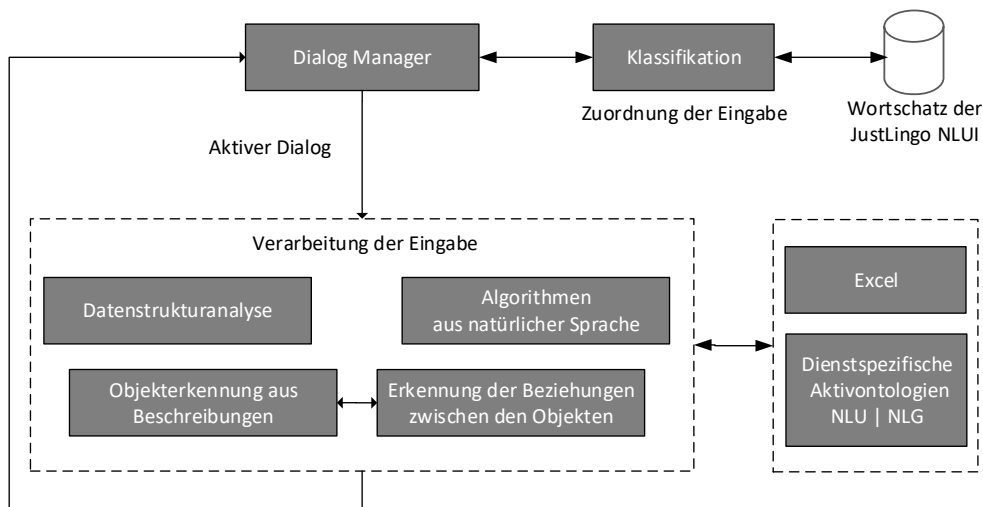 Dialog Manager
Klassifikation
Zuordnung der Eingabe
Wortschatz der
JustLingo NLUI
Aktiver Dialog
Verarbeitung der Eingabe
Datenstrukturanalyse
Algorithmen
aus natürlicher Sprache
Objekterkennung aus
Beschreibungen
Erkennung der Beziehungen
zwischen den Objekten
Excel
Dienstspezifische
Aktivontologien
NLU | NLG